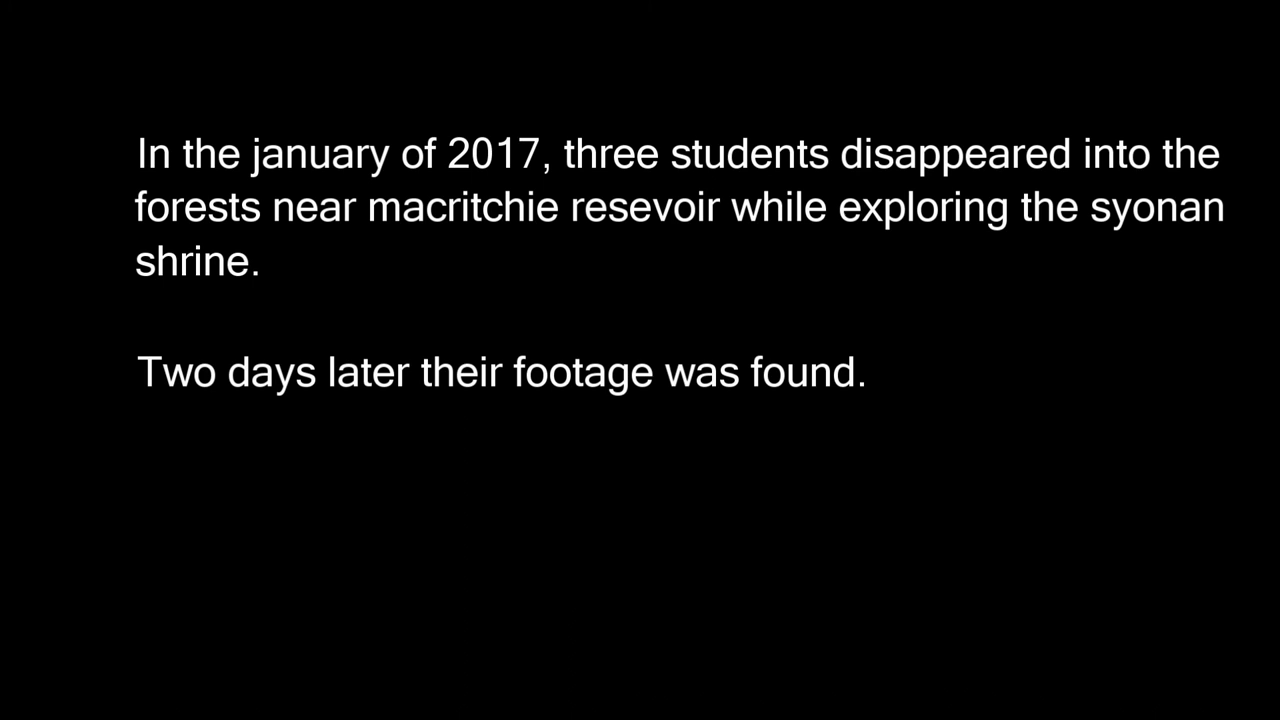 In the january of 2017, three students disappeared into the
forests near macritchie resevoir while exploring the syonan
shrine.
Two days later their footage was found.